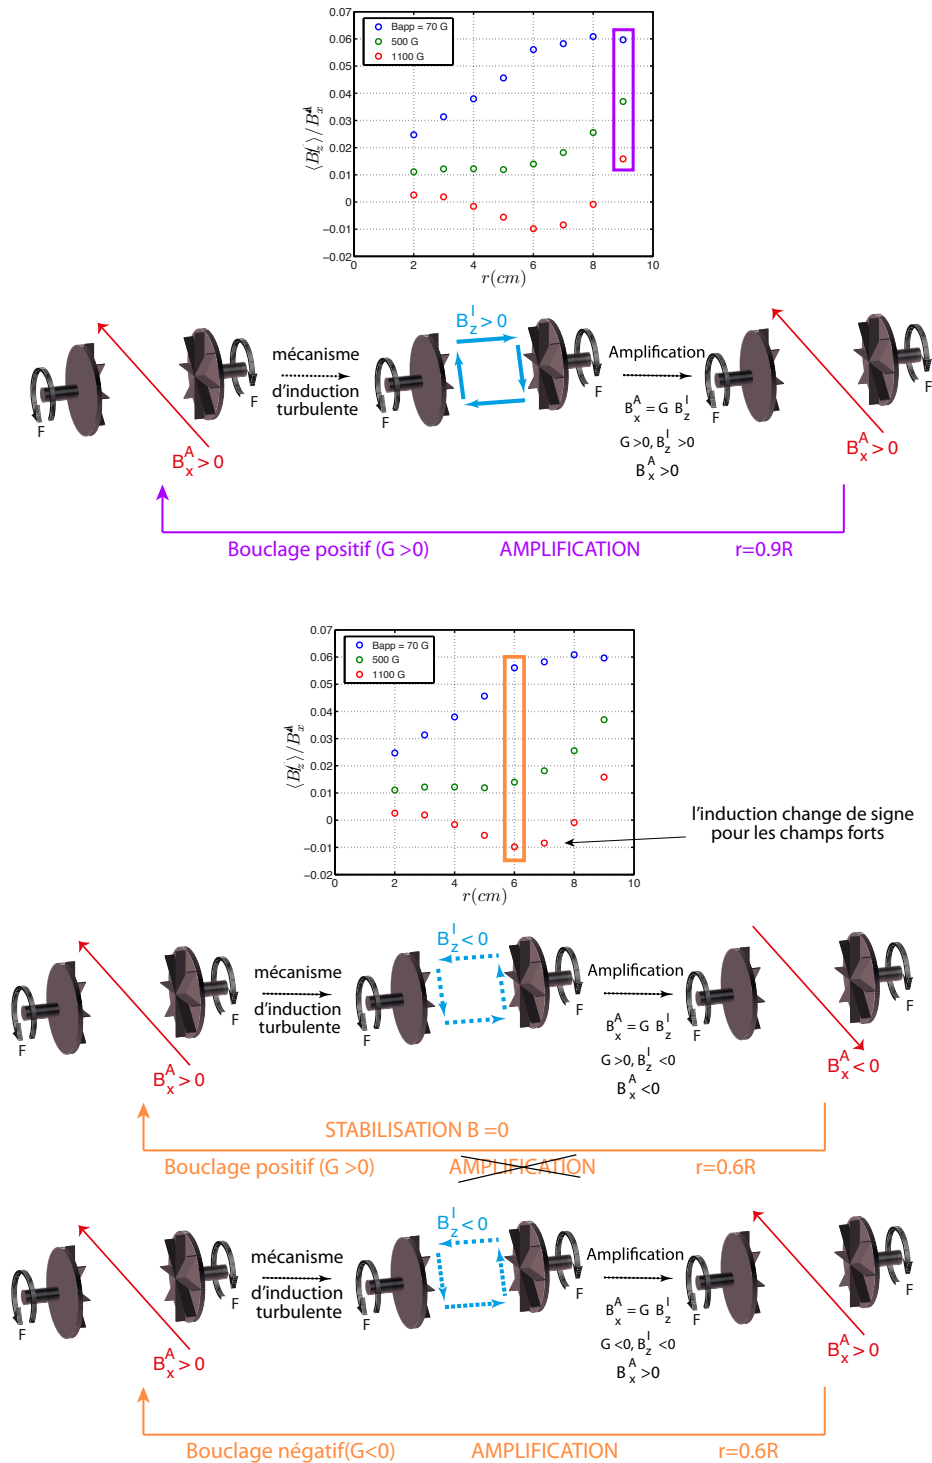 0.07
0.06
0.05
0.04
0.03
0.02
0.01
0
−0.01
−0.02
Bapp = 70 G
500 G
1100 G
0 2 4 6 8 10
r(cm)
B_z^I > 0
mécanisme
d'induction
turbulente
Amplification
B_x^A = G B_z^I
G >0, B_z^I >0
B_x^A >0
F F F F F F
B_x^A > 0
B_x^A > 0
Bouclage positif (G >0) AMPLIFICATION r=0.9R
0.07
0.06
0.05
0.04
0.03
0.02
0.01
0
−0.01
−0.02
Bapp = 70 G
500 G
1100 G
l'induction change de signe
pour les champs forts
0 2 4 6 8 10
r(cm)
B_z^I < 0
mécanisme
d'induction
turbulente
Amplification
B_x^A = G B_z^I
G >0, B_z^I <0
B_x^A <0
F F F F F F
B_x^A > 0
B_x^A < 0
STABILISATION B =0
Bouclage positif (G >0) AMPLIFICATION r=0.6R
B_z^I < 0
mécanisme
d'induction
turbulente
Amplification
B_x^A = G B_z^I
G <0, B_z^I <0
B_x^A >0
F F F F F F
B_x^A > 0
B_x^A > 0
Bouclage négatif(G<0) AMPLIFICATION r=0.6R